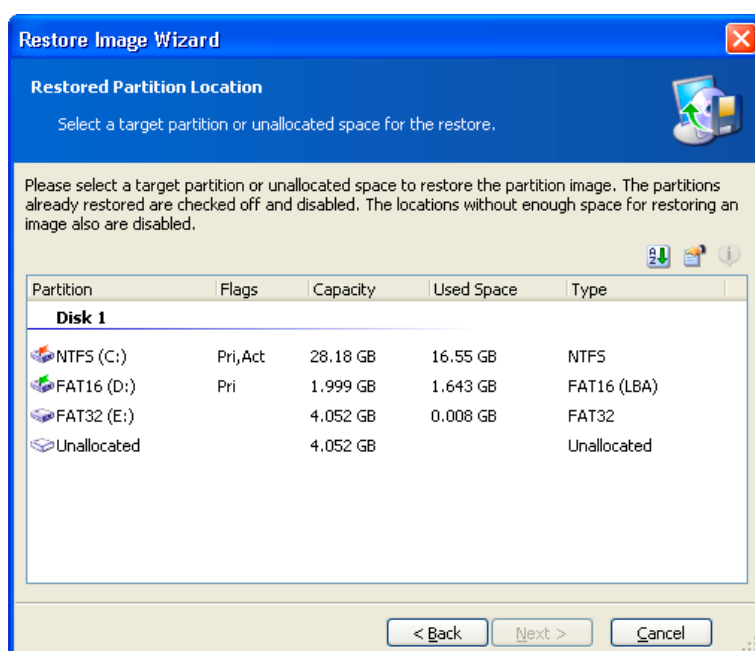 Restore Image Wizard
Restored Partition Location
Select a target partition or unallocated space for the restore.
Please select a target partition or unallocated space to restore the partition image. The partitions
already restored are checked off and disabled. The locations without enough space for restoring an
image also are disabled.
Partition Flags Capacity Used Space Type
Disk 1
NTFS (C:) Pri,Act 28.18 GB 16.55 GB NTFS
FAT16 (D:) Pri 1.999 GB 1.643 GB FAT16 (LBA)
FAT32 (E:) 4.052 GB 0.008 GB FAT32
Unallocated 4.052 GB Unallocated
< Back Next > Cancel